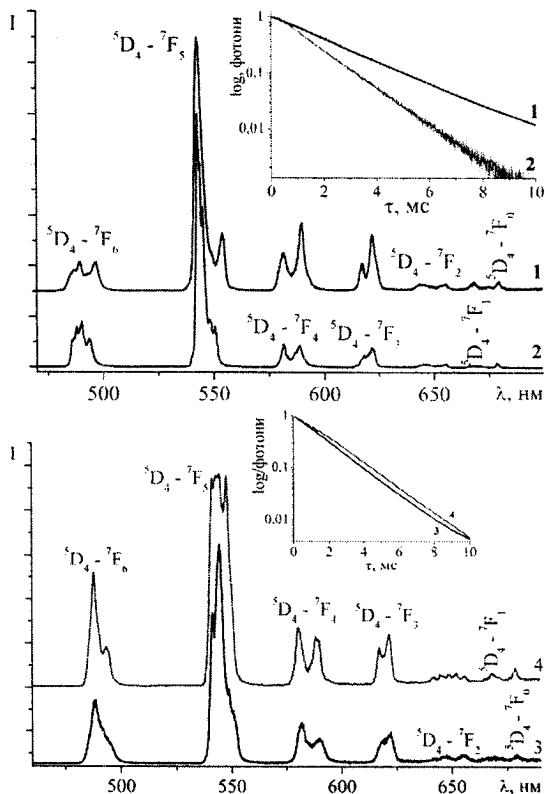 I
⁵D₄ - ⁷F₅
log, фотони
1
0.1
0,01
1
2
0
2
4
6
8
10
τ, мс
⁵D₄ - ⁷F₆
⁵D₄ - ⁷F₂
⁵D₄ - ⁷F₀
1
⁵D₄ - ⁷F₄
⁵D₄ - ⁷F₃
⁵D₄ - ⁷F₁
2
500
550
600
650
λ, нм
I
⁵D₄ - ⁷F₅
log/фотони
1
0.1
0.01
3
4
0
2
4
6
8
10
τ, мс
⁵D₄ - ⁷F₆
⁵D₄ - ⁷F₄
⁵D₄ - ⁷F₃
⁵D₄ - ⁷F₁
4
⁵D₄ - ⁷F₂
⁵D₄ - ⁷F₀
3
500
550
600
650
λ, нм